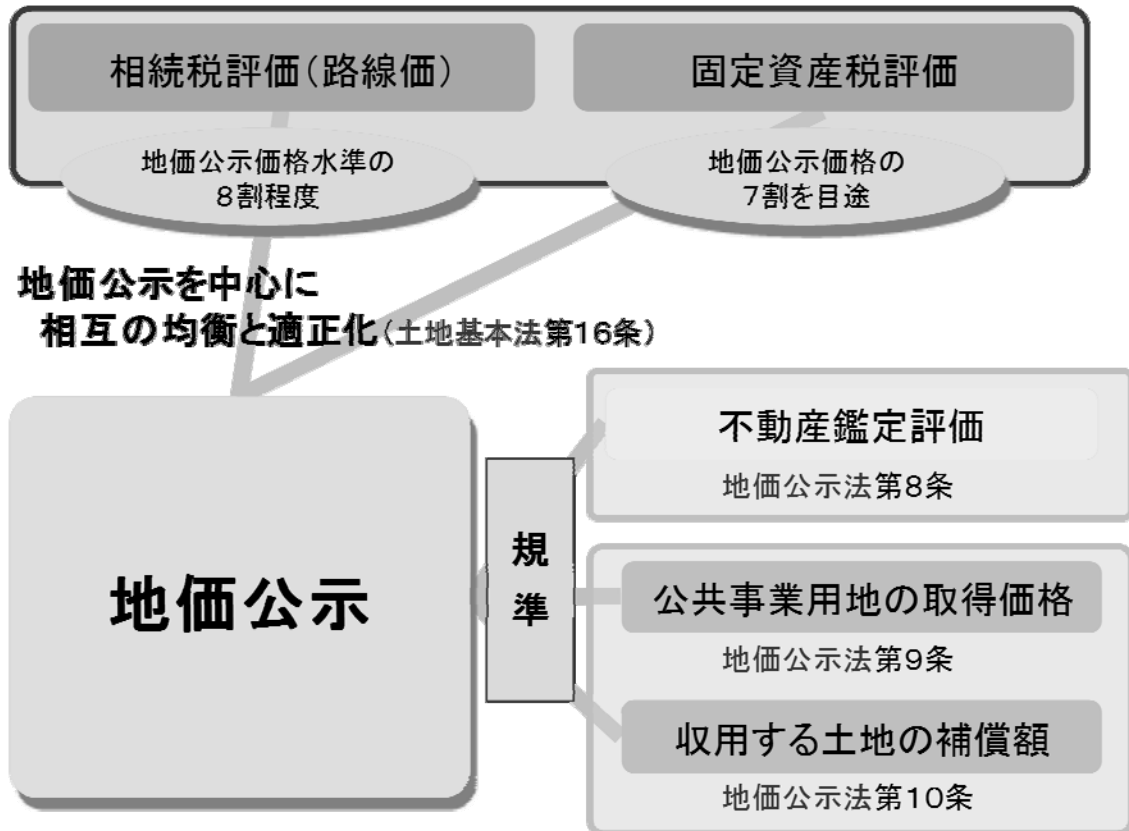 相続税評価(路線価)
固定資産税評価
地価公示価格水準の
8割程度
地価公示価格の
7割を目途
地価公示を中心に
相互の均衡と適正化(土地基本法第16条)
地価公示
規
準
不動産鑑定評価
地価公示法第8条
公共事業用地の取得価格
地価公示法第9条
収用する土地の補償額
地価公示法第10条